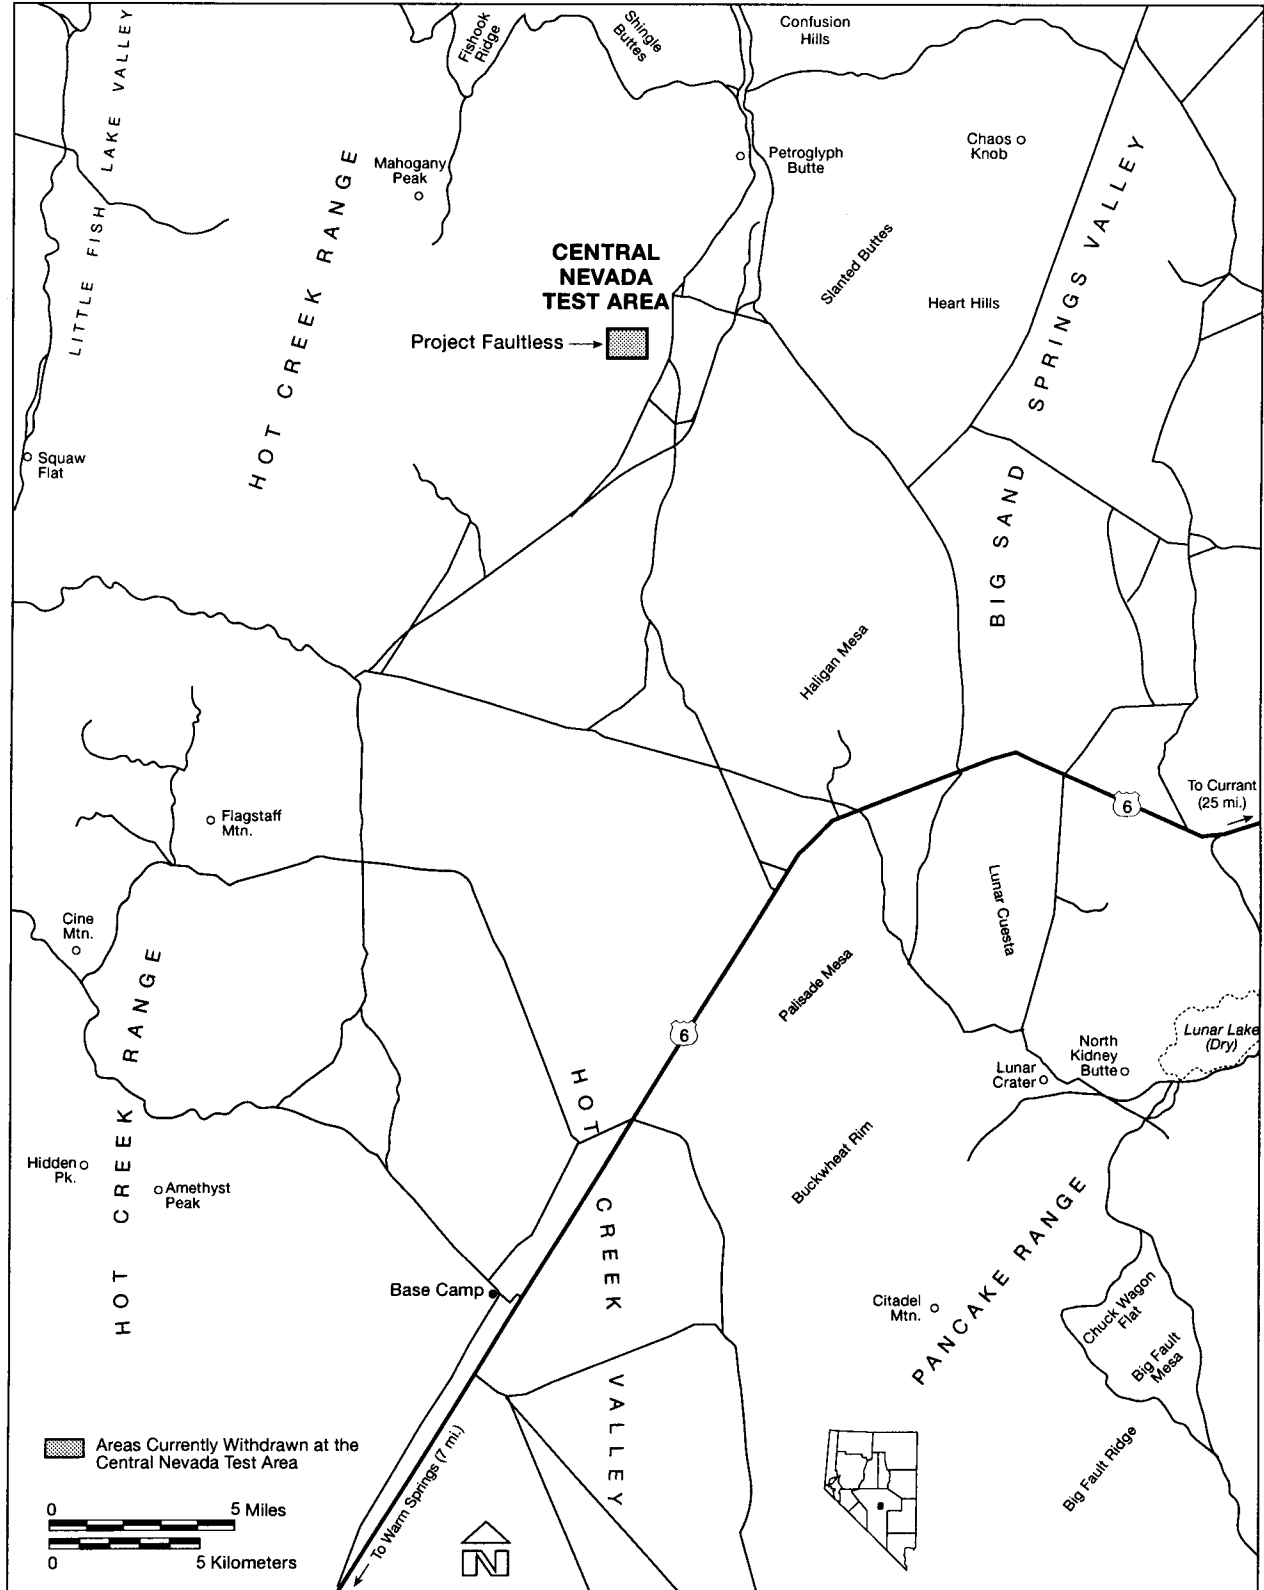 LITTLE FISH LAKE VALLEY
Fishook
Ridge
Shingle
Buttes
Confusion
Hills
Mahogany
Peak
Petroglyph
Butte
Chaos
Knob
HOT CREEK RANGE
CENTRAL
NEVADA
TEST AREA
Project Faultless
Slanted Buttes
Heart Hills
BIG SAND SPRINGS VALLEY
Squaw
Flat
Haligan Mesa
Flagstaff
Mtn.
To Currant
(25 mi.)
6
Cine
Mtn.
Lunar Cuesta
Palisade Mesa
6
Lunar Lake
(Dry)
North
Kidney
Butte
Lunar
Crater
HOT CREEK RANGE
Hidden
Pk.
Amethyst
Peak
HOT CREEK VALLEY
Buckwheat Rim
Base Camp
Citadel
Mtn.
PANCAKE RANGE
Chuck Wagon
Flat
Big Fault
Mesa
Big Fault Ridge
To Warm Springs (7 mi.)
Areas Currently Withdrawn at the
Central Nevada Test Area
0 5 Miles
0 5 Kilometers
N